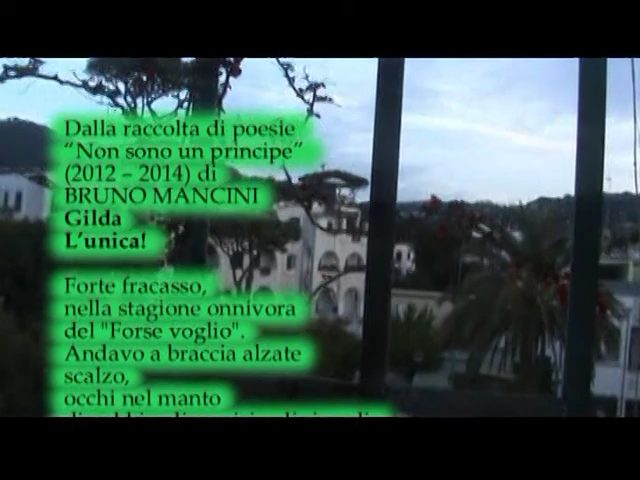 Dalla raccolta di poesie
“Non sono un principe”
(2012 – 2014) di
BRUNO MANCINI
Gilda
L’unica!
Forte fracasso,
nella stagione onnivora
del "Forse voglio".
Andavo a braccia alzate
scalzo,
occhi nel manto